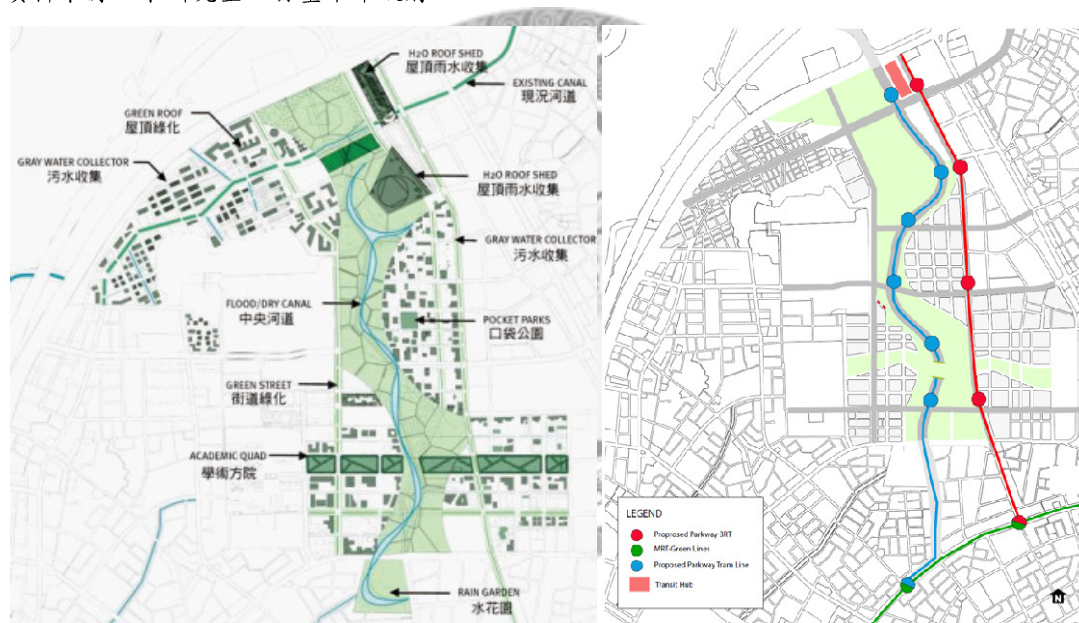 H2O ROOF SHED
屋頂雨水收集
EXISTING CANAL
現況河道
GREEN ROOF
屋頂綠化
GRAY WATER COLLECTOR
污水收集
H2O ROOF SHED
屋頂雨水收集
GRAY WATER COLLECTOR
污水收集
FLOOD/DRY CANAL
中央河道
POCKET PARKS
口袋公園
GREEN STREET
街道綠化
ACADEMIC QUAD
學術方院
RAIN GARDEN
水花園
LEGEND
Proposed Parkway BRT
MRT-Green Lines
Proposed Parkway Tram Line
Transit Hub
N